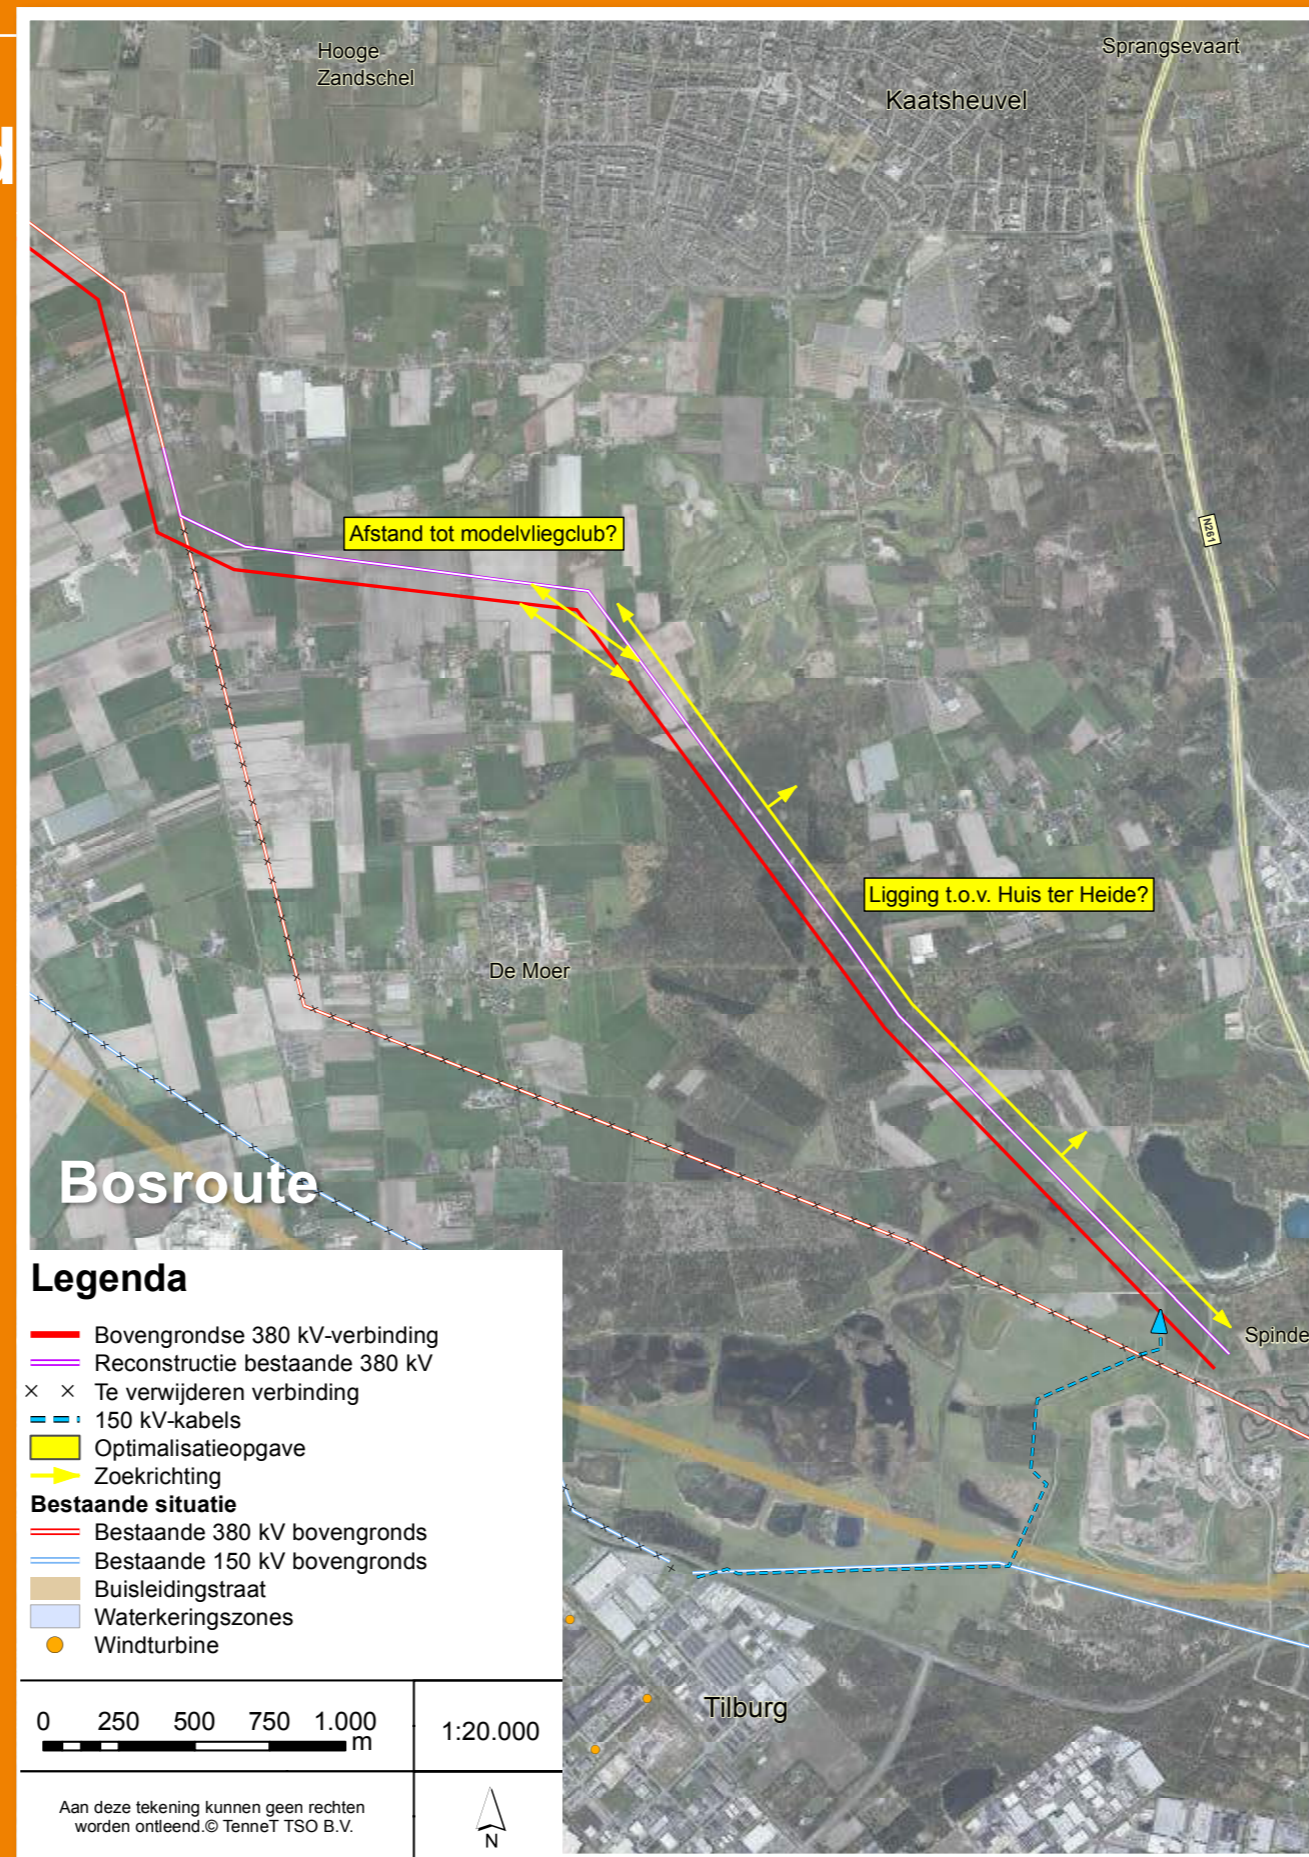 Hooge
Zandschel
Sprangsevaart
Kaatsheuvel
N261
Afstand tot modelvliegclub?
Ligging t.o.v. Huis ter Heide?
De Moer
Bosroute
Spinde
Tilburg
Legenda
Bovengrondse 380 kV-verbinding
Reconstructie bestaande 380 kV
Te verwijderen verbinding
150 kV-kabels
Optimalisatieopgave
Zoekrichting
Bestaande situatie
Bestaande 380 kV bovengronds
Bestaande 150 kV bovengronds
Buisleidingstraat
Waterkeringszones
Windturbine
0 250 500 750 1.000
m
1:20.000
Aan deze tekening kunnen geen rechten
worden ontleend.© TenneT TSO B.V.
N